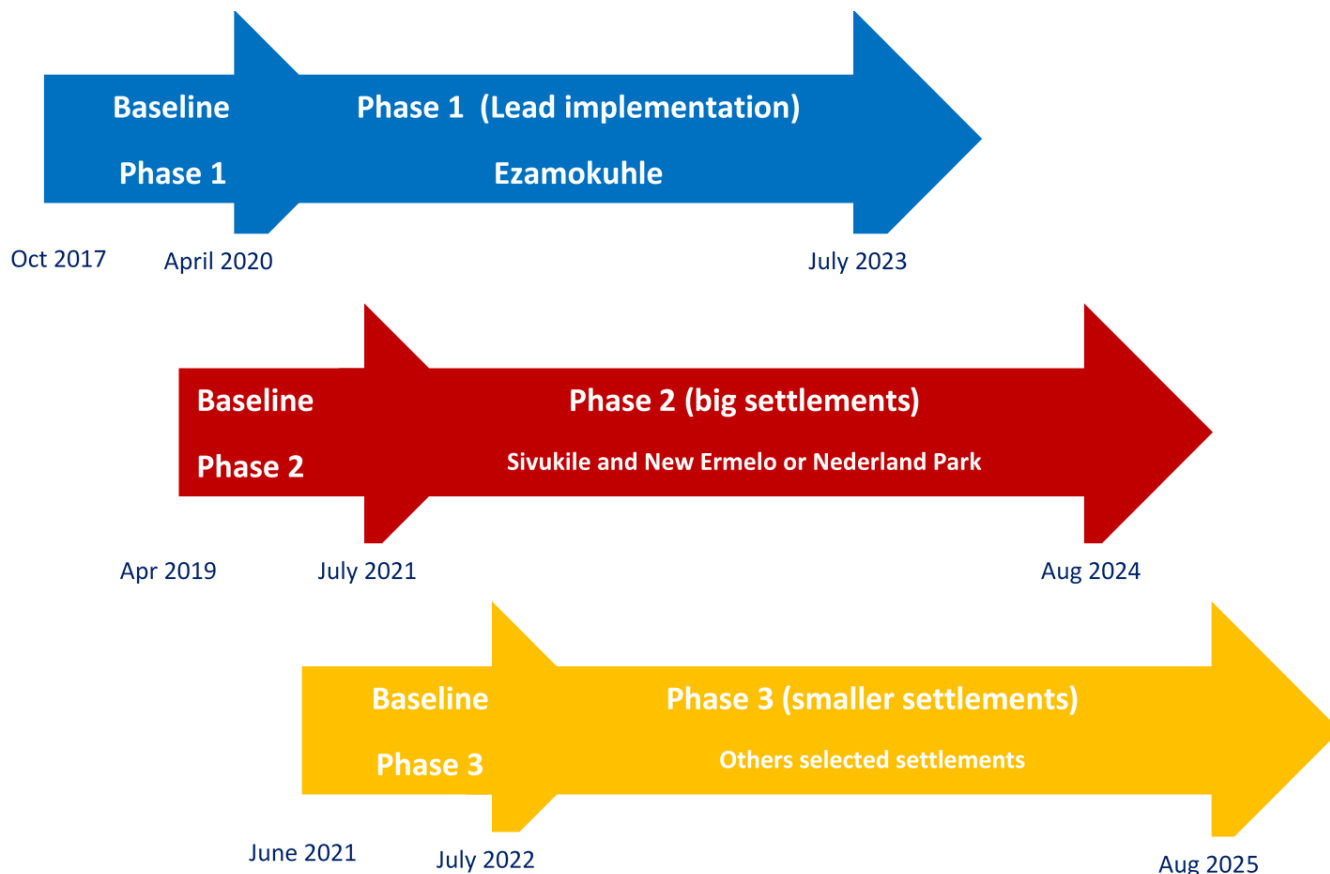 Baseline
Phase 1 (Lead implementation)
Phase 1
Ezamokuhle
Oct 2017
April 2020
July 2023
Baseline
Phase 2 (big settlements)
Phase 2
Sivukile and New Ermelo or Nederland Park
Apr 2019
July 2021
Aug 2024
Baseline
Phase 3 (smaller settlements)
Phase 3
Others selected settlements
June 2021
July 2022
Aug 2025